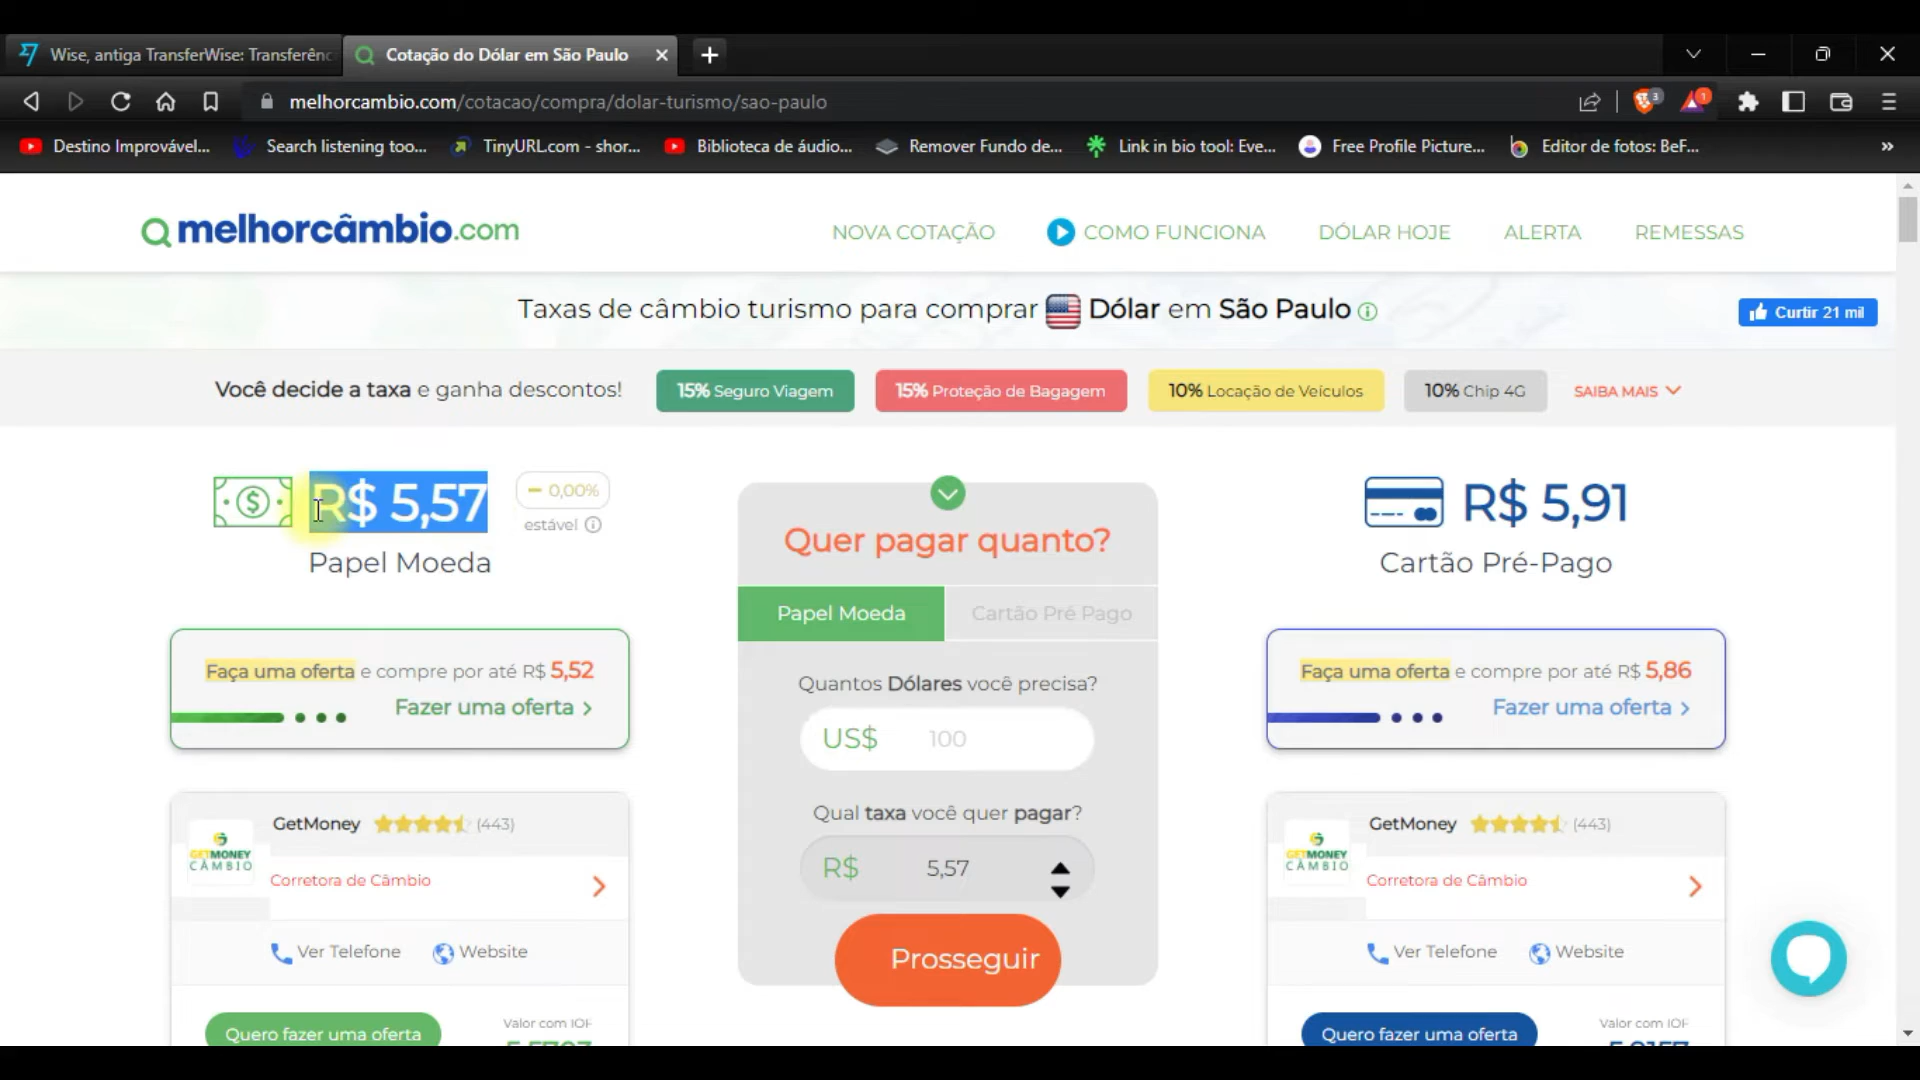 Wise, antiga TransferWise: Transferênc
Cotação do Dólar em São Paulo
melhorcambio.com/cotacao/compra/dolar-turismo/sao-paulo
3
1
Destino Improvável...
Search listening too...
TinyURL.com - shor...
Biblioteca de áudio...
Remover Fundo de...
Link in bio tool: Eve...
Free Profile Picture...
Editor de fotos: BeF...
melhorcâmbio.com
NOVA COTAÇÃO
COMO FUNCIONA
DÓLAR HOJE
ALERTA
REMESSAS
Taxas de câmbio turismo para comprar Dólar em São Paulo
Curtir 21 mil
Você decide a taxa e ganha descontos!
15% Seguro Viagem
15% Proteção de Bagagem
10% Locação de Veículos
10% Chip 4G
SAIBA MAIS
R$ 5,57
0,00%
estável
Papel Moeda
Faça uma oferta e compre por até R$ 5,52
Fazer uma oferta
GetMoney
(443)
GETMONEY
CÂMBIO
Corretora de Câmbio
Ver Telefone
Website
Quero fazer uma oferta
Valor com IOF
Quer pagar quanto?
Papel Moeda
Cartão Pré Pago
Quantos Dólares você precisa?
US$ 100
Qual taxa você quer pagar?
R$ 5,57
Prosseguir
R$ 5,91
Cartão Pré-Pago
Faça uma oferta e compre por até R$ 5,86
Fazer uma oferta
GetMoney
(443)
GETMONEY
CÂMBIO
Corretora de Câmbio
Ver Telefone
Website
Quero fazer uma oferta
Valor com IOF